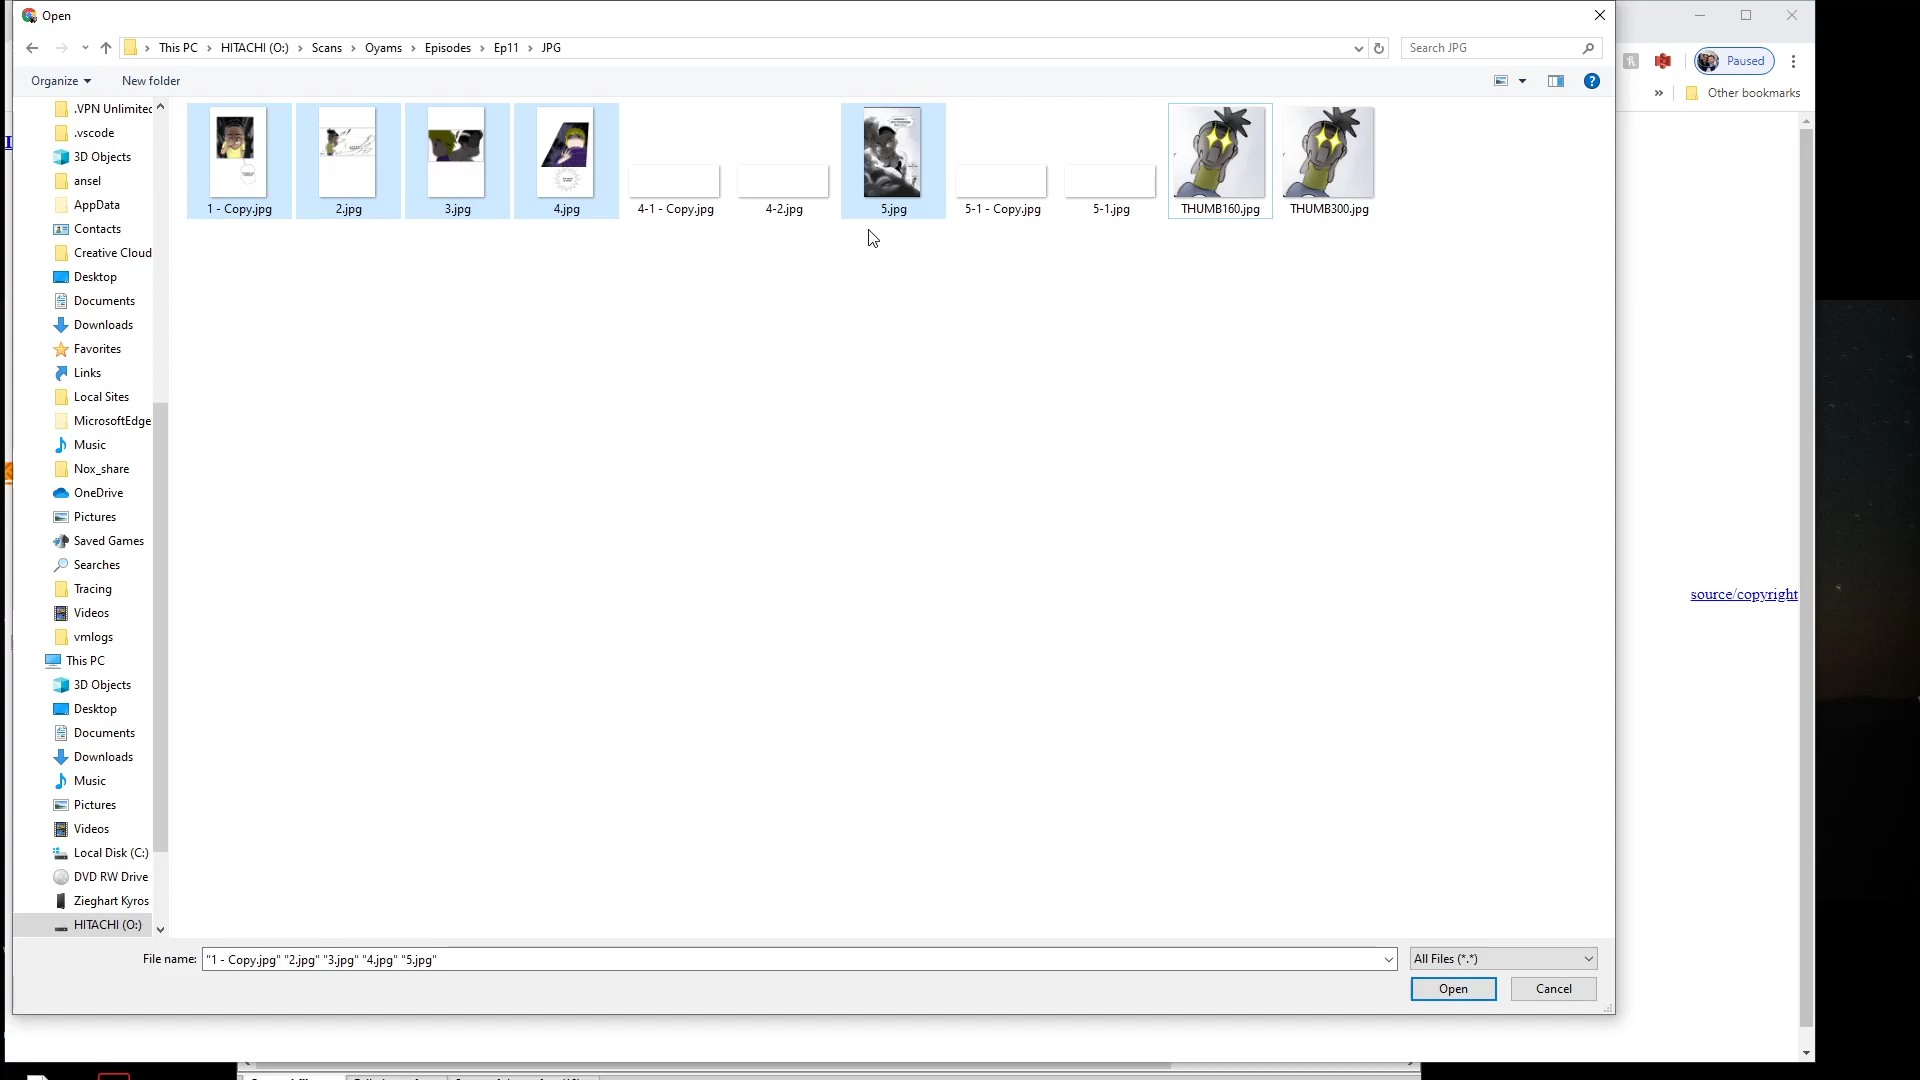 Open
This PC
HITACHI (O:)
Scans
Oyams
Episodes
Ep11
JPG
Search JPG
Paused
Organize
New folder
Other bookmarks
.VPN Unlimited
.vscode
3D Objects
ansel
AppData
Contacts
Creative Cloud
Desktop
Documents
Downloads
Favorites
Links
Local Sites
MicrosoftEdge
Music
Nox_share
OneDrive
Pictures
Saved Games
Searches
Tracing
Videos
vmlogs
This PC
3D Objects
Desktop
Documents
Downloads
Music
Pictures
Videos
Local Disk (C:)
DVD RW Drive
Zieghart Kyros
HITACHI (O:)
1 - Copy.jpg
2.jpg
3.jpg
4.jpg
4-1 - Copy.jpg
4-2.jpg
5.jpg
5-1 - Copy.jpg
5-1.jpg
THUMB160.jpg
THUMB300.jpg
source/copyright
File name:
"1 - Copy.jpg" "2.jpg" "3.jpg" "4.jpg" "5.jpg"
All Files (*.*)
Open
Cancel